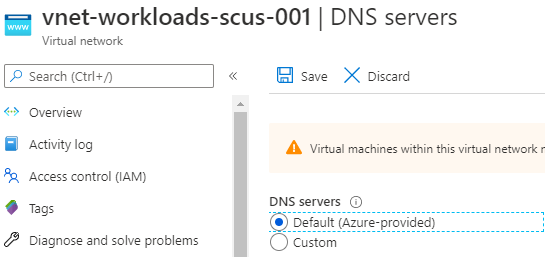 vnet-workloads-scus-001 | DNS servers
Virtual network
Search (Ctrl+/)
«
Save
Discard
Overview
Activity log
Access control (IAM)
Tags
Diagnose and solve problems
Virtual machines within this virtual network
DNS servers
Default (Azure-provided)
Custom